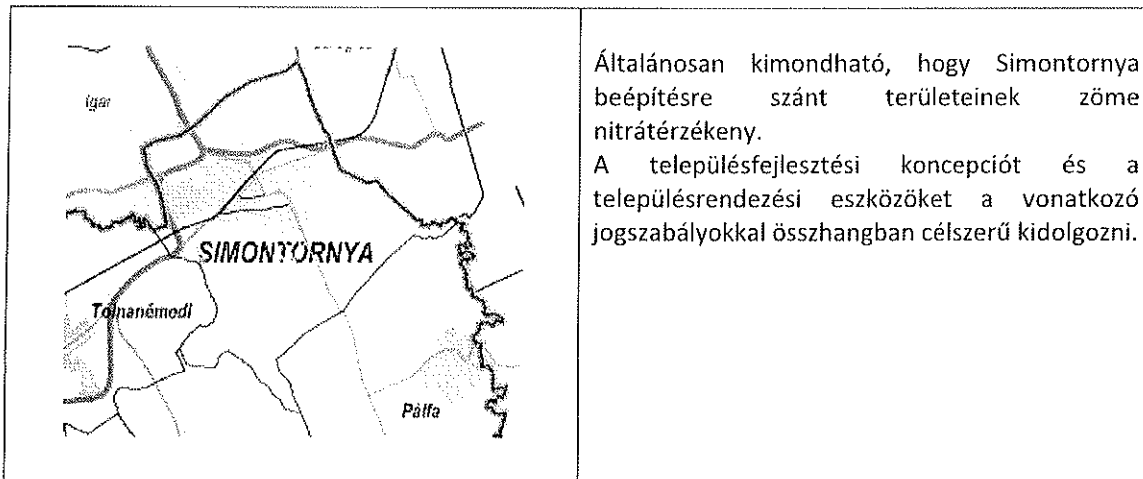 Igar
SIMONTORNYA
Tolnanémedi
Pálfa
Általánosan kimondható, hogy Simontornya
beépítésre szánt területeinek zöme
nitrátérzékeny.
A településfejlesztési koncepciót és a
településrendezési eszközöket a vonatkozó
jogszabályokkal összhangban célszerű kidolgozni.